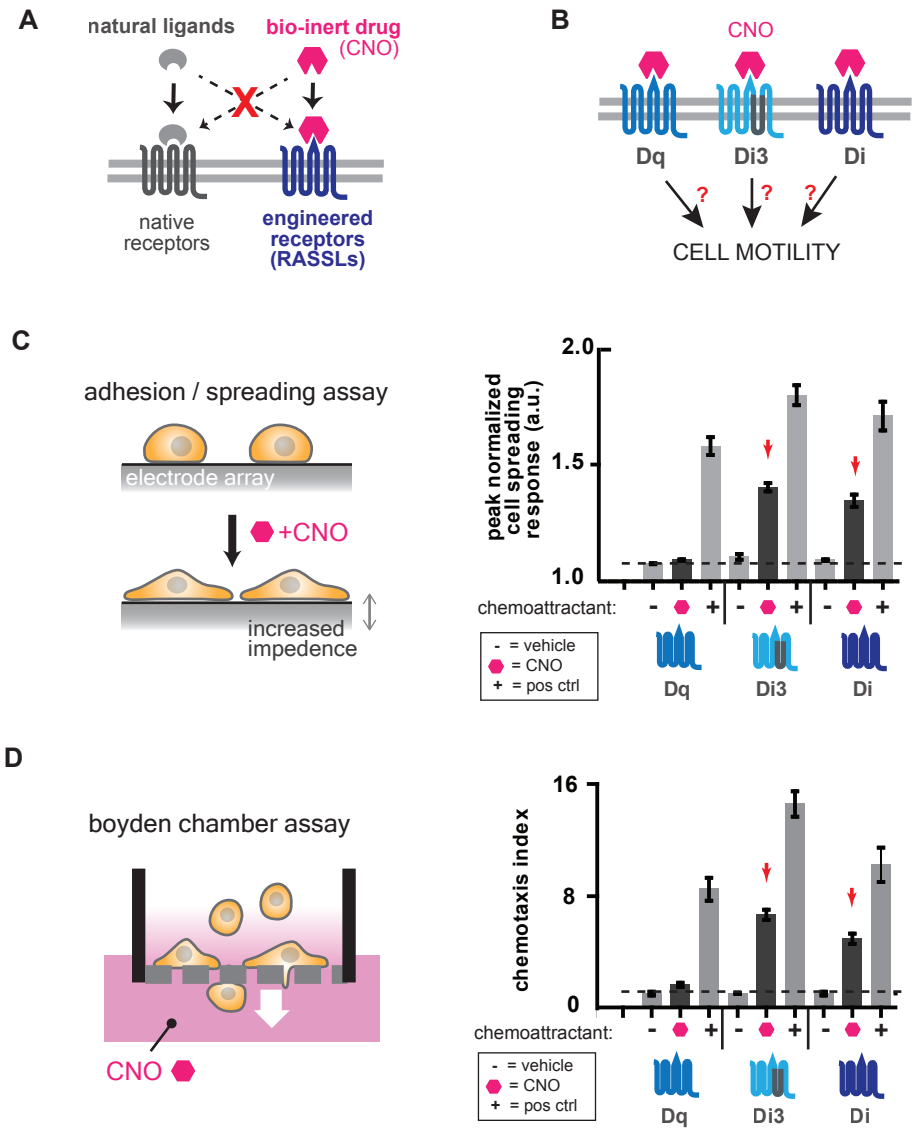 A
natural ligands
bio-inert drug
(CNO)
X
native
receptors
engineered
receptors
(RASSLs)
B
CNO
Dq
Di3
Di
?
?
?
CELL MOTILITY
C
adhesion / spreading assay
electrode array
+CNO
increased
impedence
peak normalized
cell spreading
response (a.u.)
2.0
1.5
1.0
chemoattractant:
- + - + - +
- = vehicle
= CNO
+ = pos ctrl
Dq
Di3
Di
D
boyden chamber assay
CNO
chemotaxis index
16
8
0
chemoattractant:
- + - + - +
- = vehicle
= CNO
+ = pos ctrl
Dq
Di3
Di